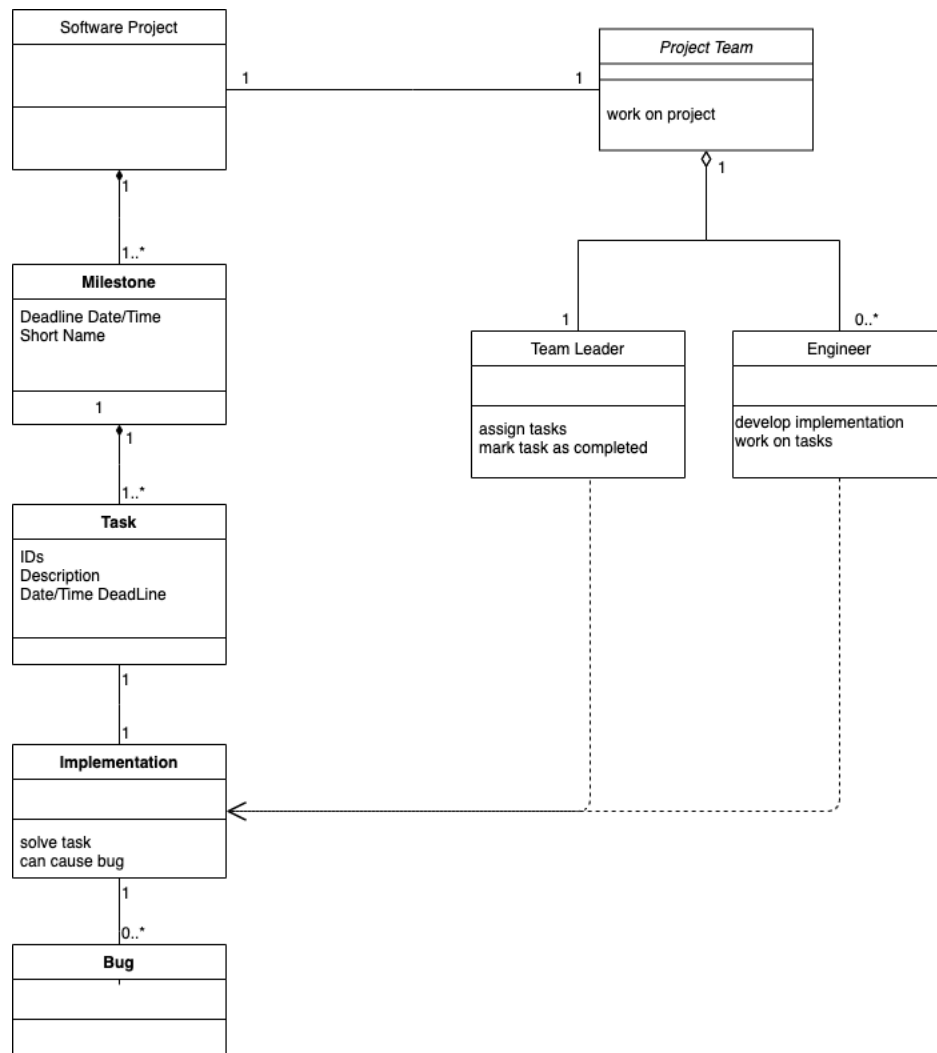 Software Project
Project Team
1
1
work on project
1
1
1..*
Milestone
Deadline Date/Time
Short Name
1
0..*
Team Leader
Engineer
1
assign tasks
mark task as completed
develop implementation
work on tasks
1
1..*
Task
IDs
Description
Date/Time DeadLine
1
1
Implementation
solve task
can cause bug
1
0..*
Bug